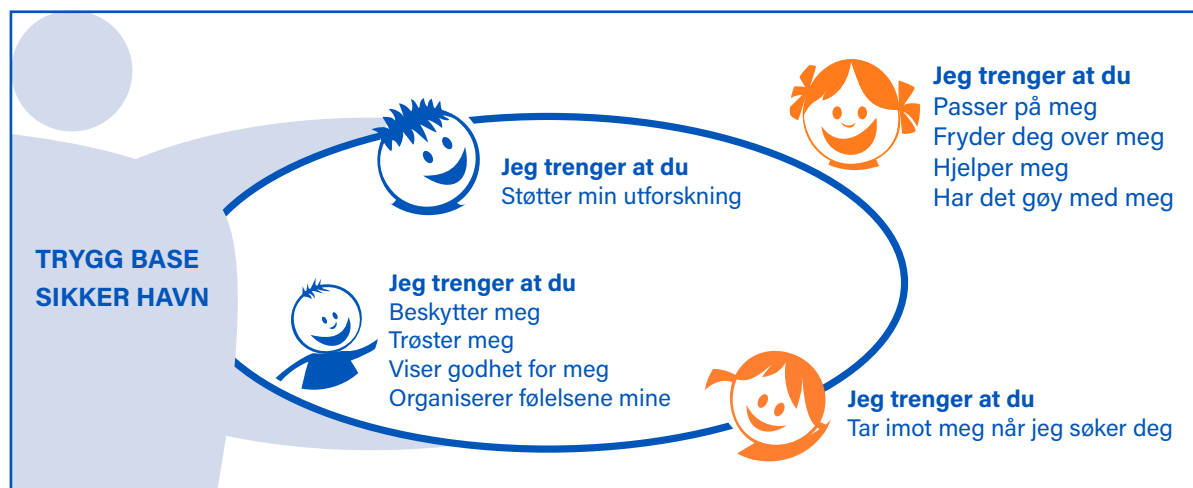 TRYGG BASE
SIKKER HAVN
Jeg trenger at du
Støtter min utforskning
Jeg trenger at du
Passer på meg
Fryder deg over meg
Hjelper meg
Har det gøy med meg
Jeg trenger at du
Tar imot meg når jeg søker deg
Jeg trenger at du
Beskytter meg
Trøster meg
Viser godhet for meg
Organiserer følelsene mine